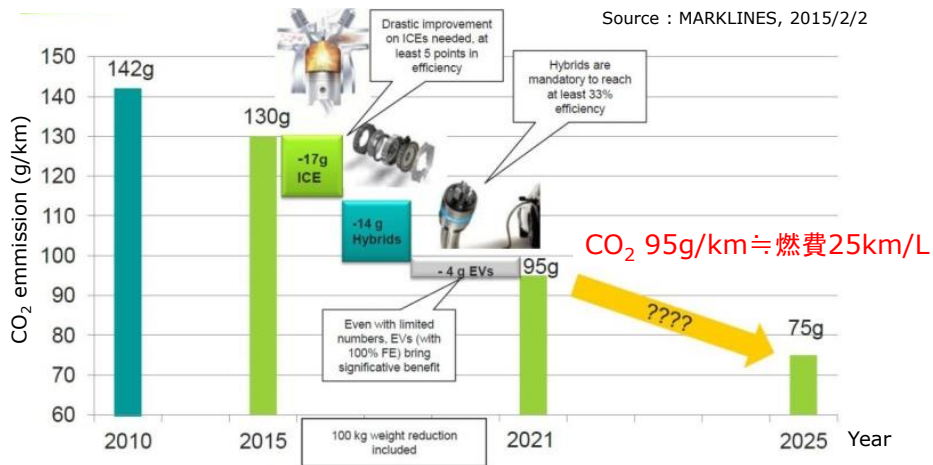 Source : MARKLINES, 2015/2/2
Drastic improvement
on ICEs needed, at
least 5 points in
efficiency
Hybrids are
mandatory to reach
at least 33%
efficiency
CO₂ emmission (g/km)
150
140
130
120
110
100
90
80
70
60
142g
130g
-17g
ICE
-14 g
Hybrids
- 4 g EVs
95g
CO₂ 95g/km≒燃費25km/L
????
75g
Even with limited
numbers, EVs (with
100% FE) bring
significative benefit
100 kg weight reduction
included
2010
2015
2021
2025
Year